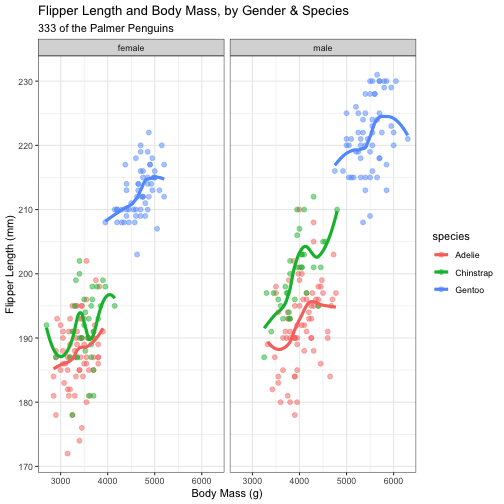 Flipper Length and Body Mass, by Gender & Species
333 of the Palmer Penguins
female
male
230
220
210
200
190
180
170
Flipper Length (mm)
3000 4000 5000 6000
3000 4000 5000 6000
Body Mass (g)
species
Adelie
Chinstrap
Gentoo